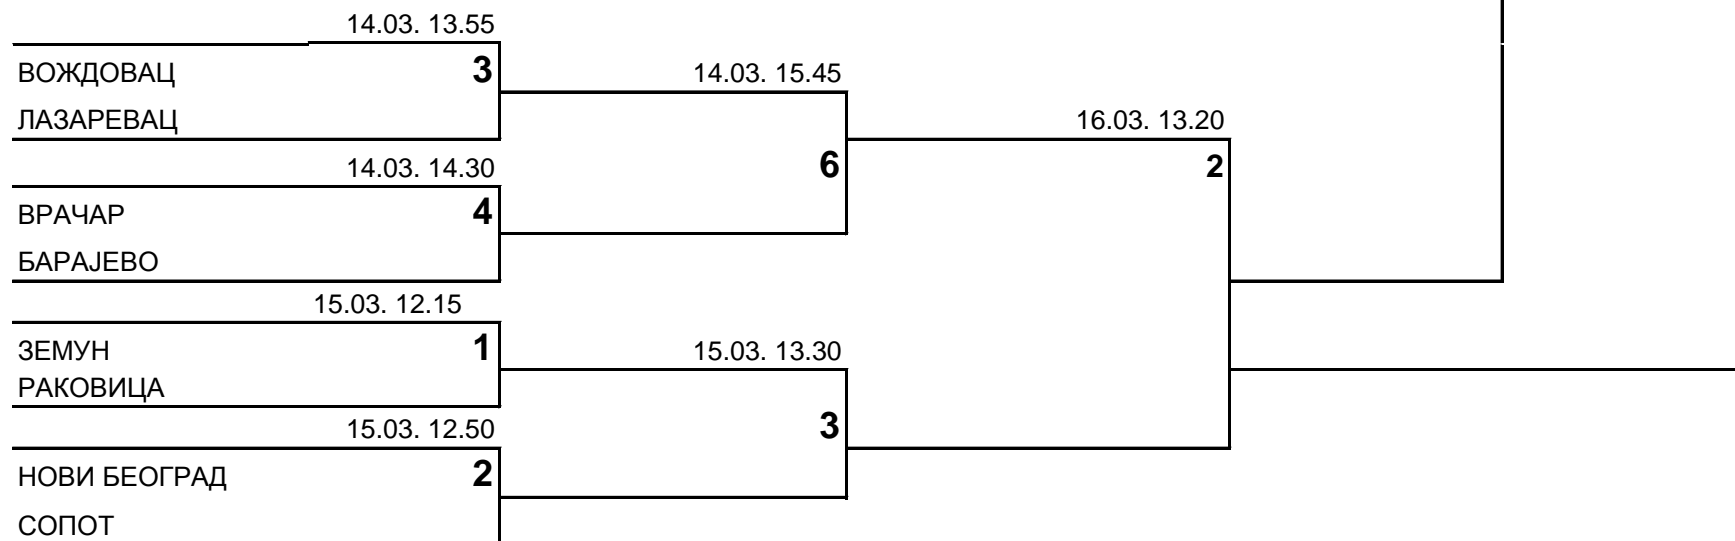 14.03. 13.55
ВОЖДОВАЦ 3 14.03. 15.45
ЛАЗАРЕВАЦ 16.03. 13.20
14.03. 14.30 6 2
ВРАЧАР 4
БАРАЈЕВО
15.03. 12.15
ЗЕМУН 1 15.03. 13.30
РАКОВИЦА
15.03. 12.50 3
НОВИ БЕОГРАД 2
СОПОТ